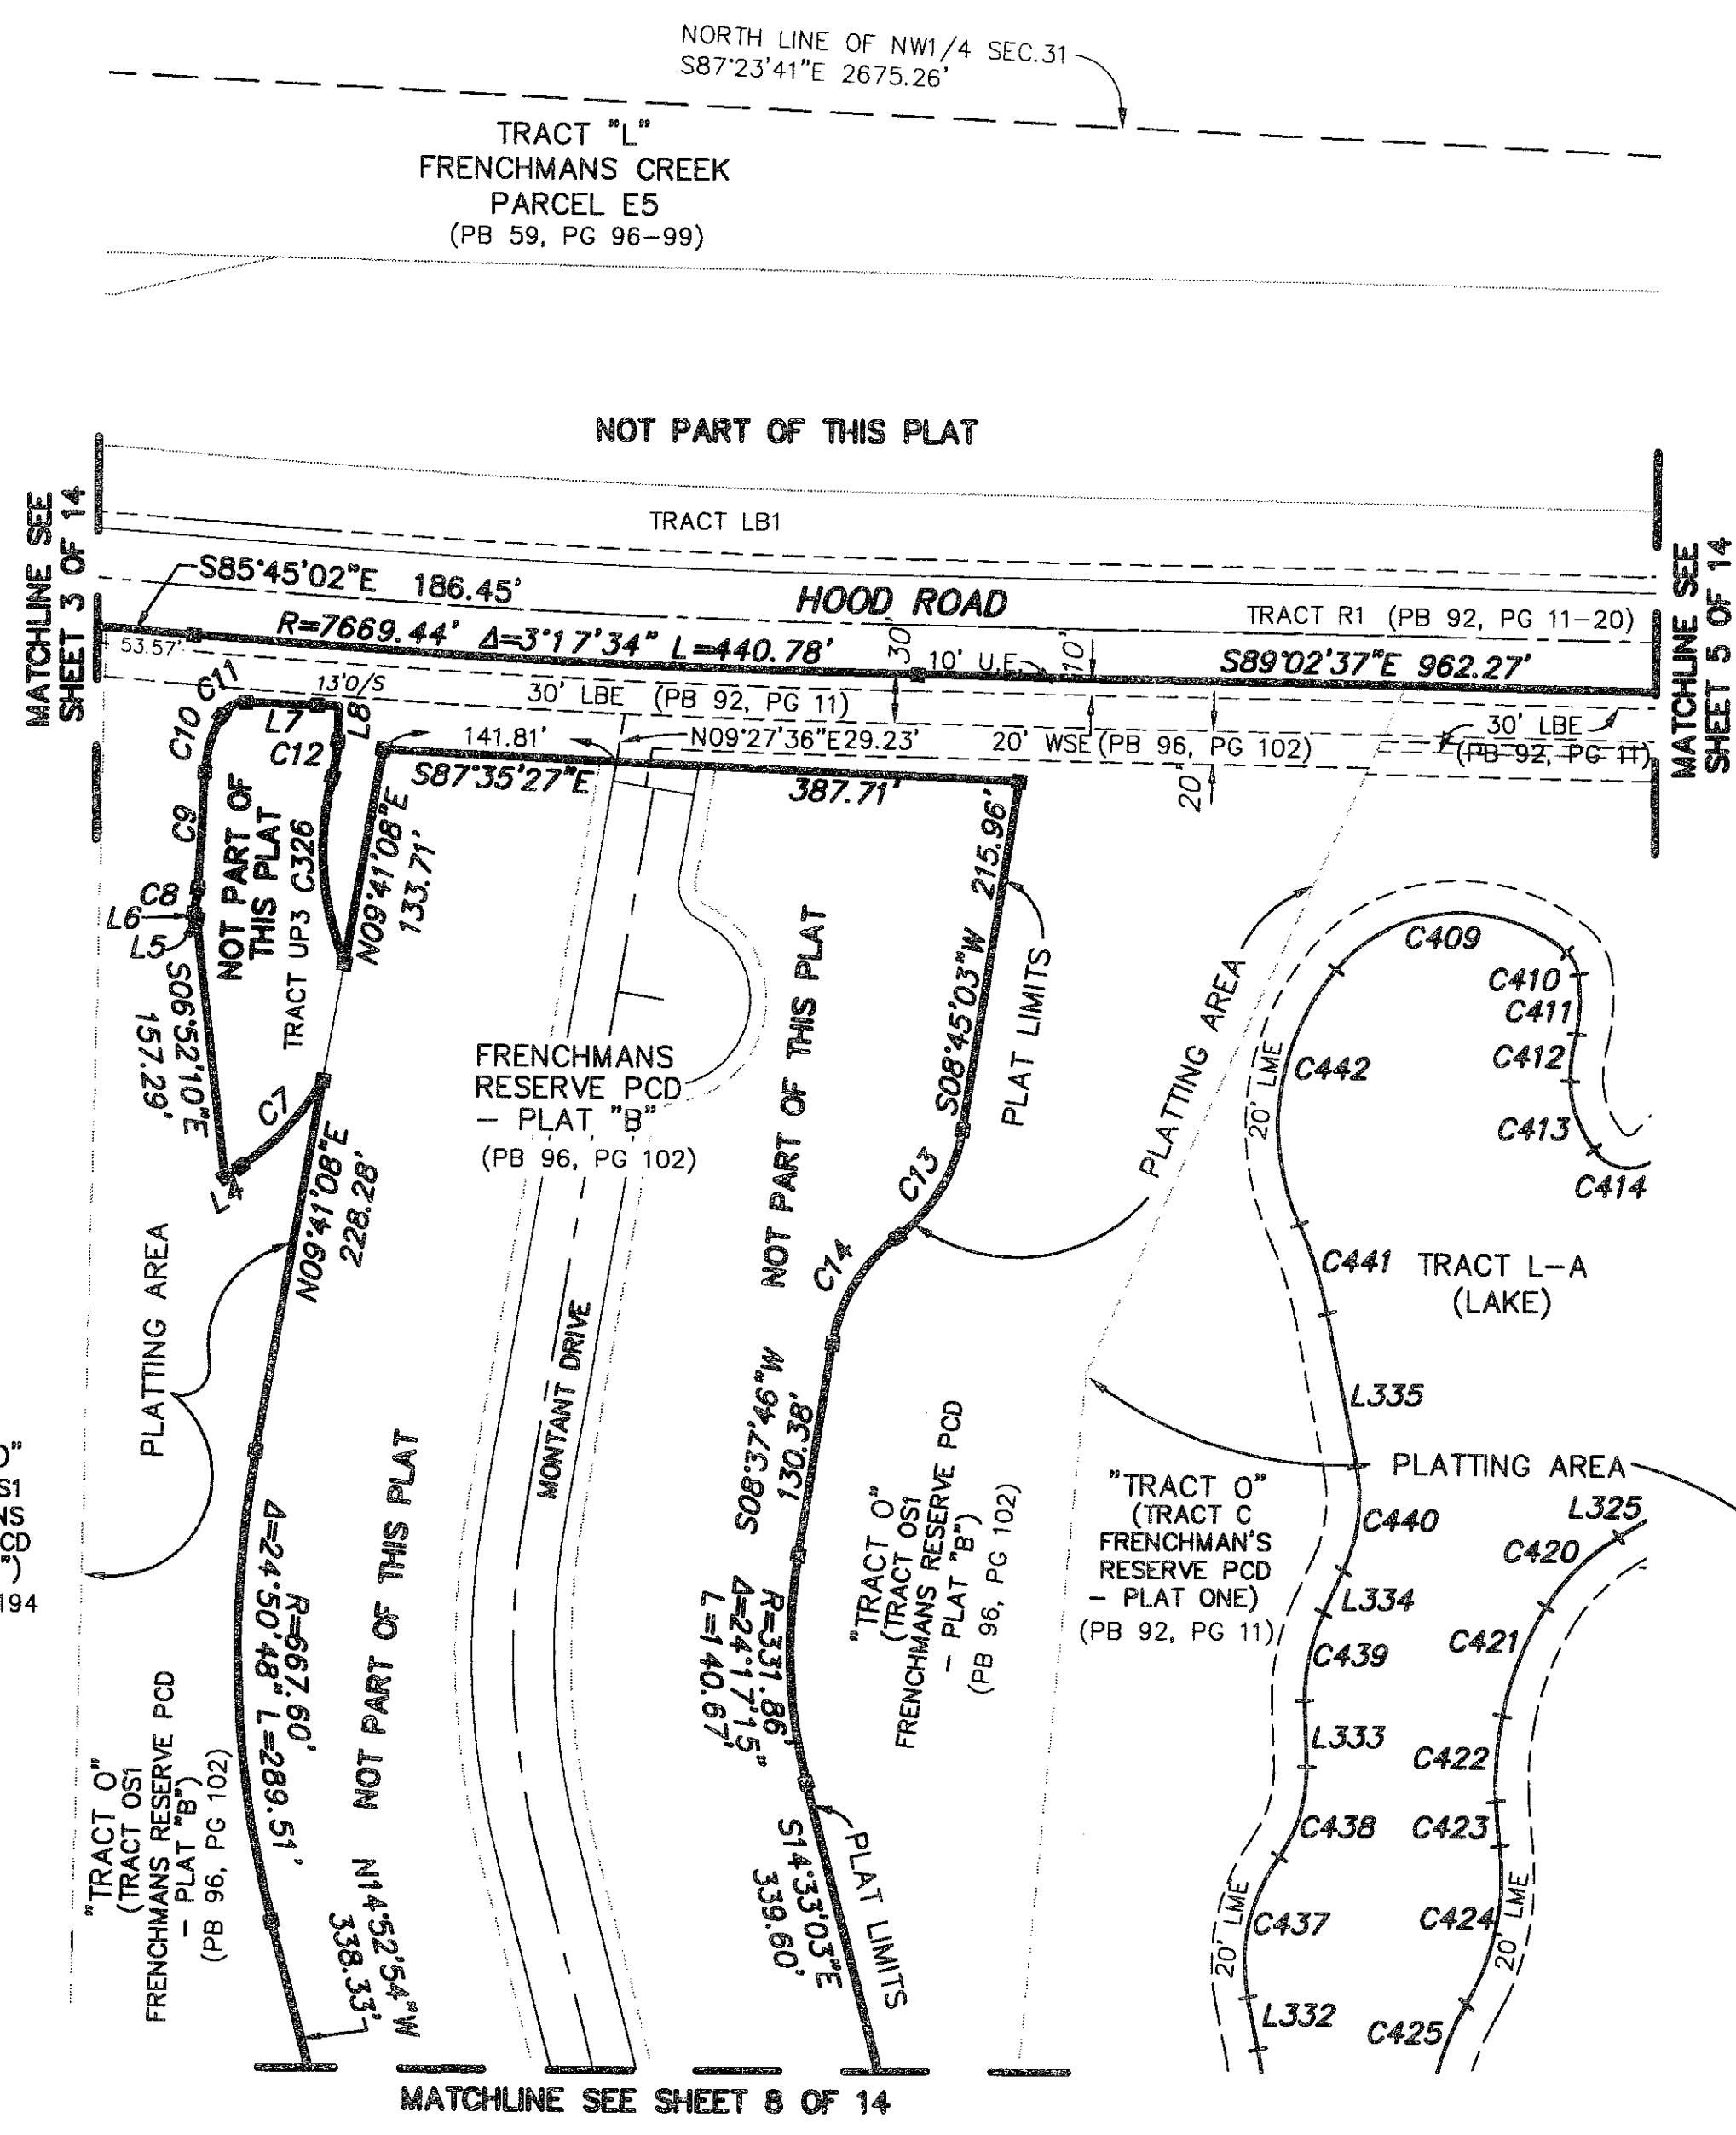 NORTH LINE OF NW1/4 SEC.31
S87°23'41"E 2675.26'
TRACT "L"
FRENCHMANS CREEK
PARCEL E5
(PB 59, PG 96-99)
NOT PART OF THIS PLAT
MATCHLINE SEE
SHEET 3 OF 14
MATCHLINE SEE
SHEET 5 OF 14
TRACT LB1
S85°45'02"E 186.45'
HOOD ROAD
TRACT R1 (PB 92, PG 11-20)
R=7669.44' Δ=3°17'34" L=440.78'
53.57'
30'
10' U.E.
10'
S89°02'37"E 962.27'
C11
13'O/S
30' LBE (PB 92, PG 11)
C10
L7
L8
C12
141.81'
N09°27'36"E 29.23'
20' WSE (PB 96, PG 102)
30' LBE
(PB 92, PG 11)
S87°35'27"E
387.71'
20'
C9
NOT PART OF
THIS PLAT
TRACT UP3
C326
N09°41'08"E
133.71'
215.96'
S08°45'03"W
PLAT LIMITS
C8
L6
L5
S06°52'10"E
157.29'
C7
L4
N09°41'08"E
228.28'
PLATTING AREA
FRENCHMANS
RESERVE PCD
- PLAT "B"
(PB 96, PG 102)
NOT PART OF THIS PLAT
C13
C14
PLATTING AREA
C409
C410
C411
C412
C413
C414
C442
20' LME
C441
TRACT L-A
(LAKE)
L335
PLATTING AREA
MONTANT DRIVE
S08°37'46"W
130.38'
"TRACT O"
(TRACT OS1
FRENCHMANS RESERVE PCD
- PLAT "B")
(PB 96, PG 102)
"TRACT O"
(TRACT C
FRENCHMAN'S
RESERVE PCD
- PLAT ONE)
(PB 92, PG 11)
C440
L334
C439
L333
C438
C437
L332
20' LME
L325
C420
C421
C422
C423
C424
20' LME
C425
O"
S1
NS
CD
")
194
R=667.60'
Δ=24°50'48" L=289.51'
NOT PART OF THIS PLAT
R=331.86'
Δ=24°17'15"
L=140.67'
"TRACT O"
(TRACT OS1
FRENCHMANS RESERVE PCD
- PLAT "B")
(PB 96, PG 102)
N14°52'54"W
338.33'
S14°33'03"E
339.60'
PLAT LIMITS
MATCHLINE SEE SHEET 8 OF 14